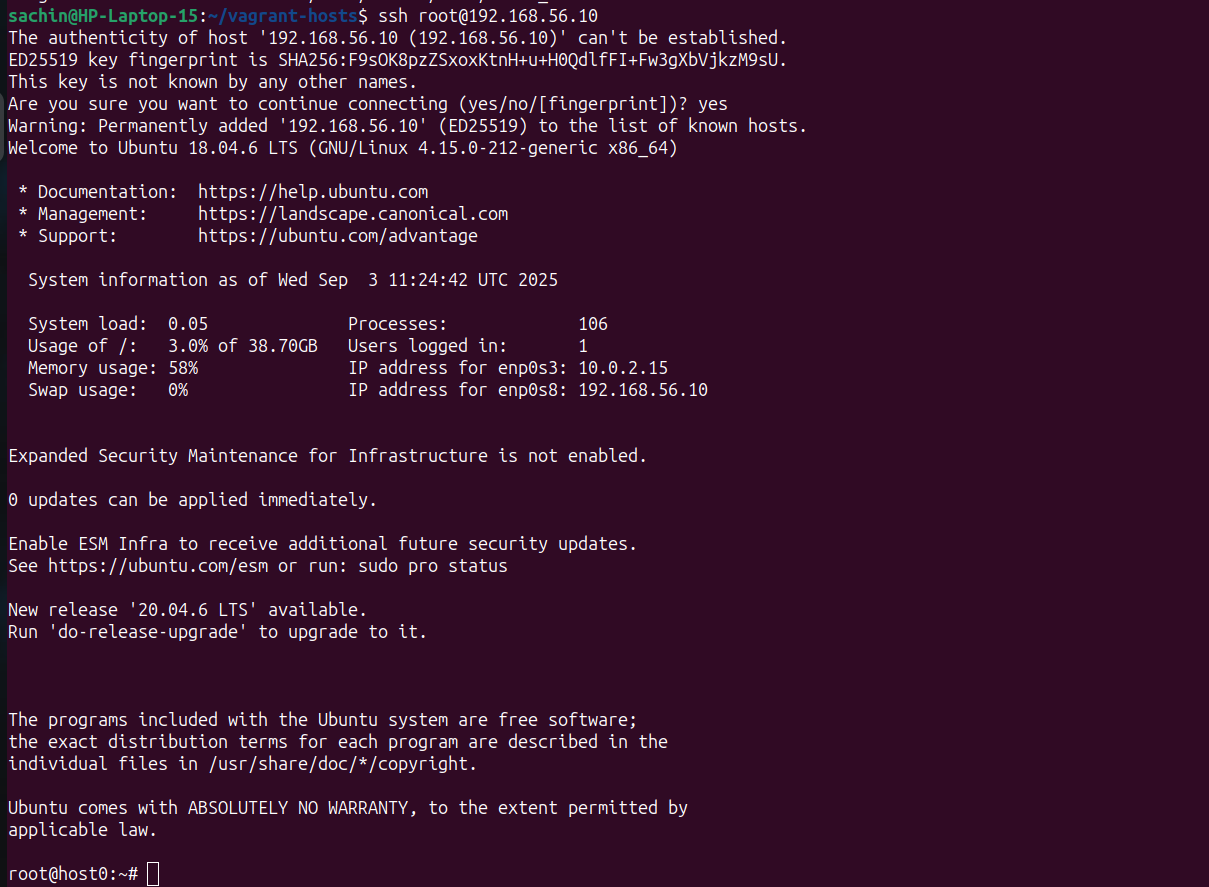 sachin@HP-Laptop-15:~/vagrant-hosts$ ssh root@192.168.56.10
The authenticity of host '192.168.56.10 (192.168.56.10)' can't be established.
ED25519 key fingerprint is SHA256:F9sOK8pzZSxoxKtnH+u+H0QdlfFI+Fw3gXbVjkzM9sU.
This key is not known by any other names.
Are you sure you want to continue connecting (yes/no/[fingerprint])? yes
Warning: Permanently added '192.168.56.10' (ED25519) to the list of known hosts.
Welcome to Ubuntu 18.04.6 LTS (GNU/Linux 4.15.0-212-generic x86_64)

 * Documentation:  https://help.ubuntu.com
 * Management:     https://landscape.canonical.com
 * Support:        https://ubuntu.com/advantage

  System information as of Wed Sep  3 11:24:42 UTC 2025

  System load:  0.05              Processes:             106
  Usage of /:   3.0% of 38.70GB   Users logged in:       1
  Memory usage: 58%               IP address for enp0s3: 10.0.2.15
  Swap usage:   0%                IP address for enp0s8: 192.168.56.10

Expanded Security Maintenance for Infrastructure is not enabled.

0 updates can be applied immediately.

Enable ESM Infra to receive additional future security updates.
See https://ubuntu.com/esm or run: sudo pro status

New release '20.04.6 LTS' available.
Run 'do-release-upgrade' to upgrade to it.

The programs included with the Ubuntu system are free software;
the exact distribution terms for each program are described in the
individual files in /usr/share/doc/*/copyright.

Ubuntu comes with ABSOLUTELY NO WARRANTY, to the extent permitted by
applicable law.

root@host0:~#